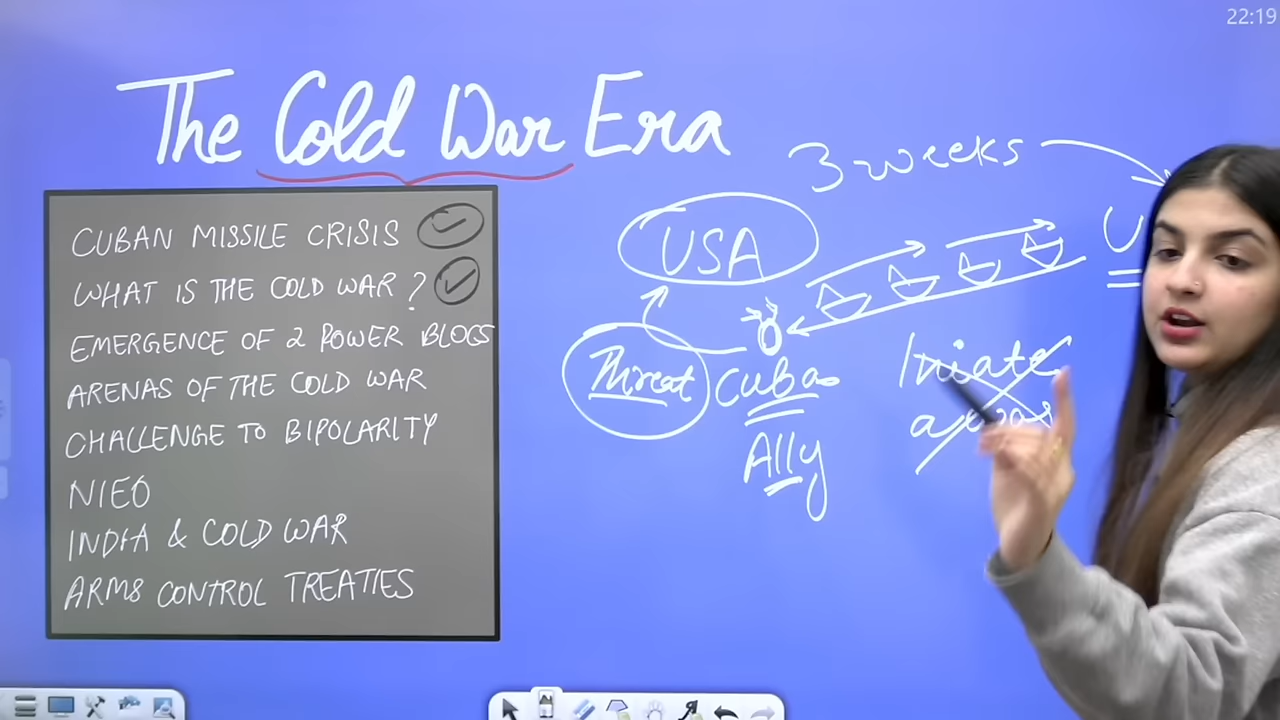 22:19
The Cold War Era
CUBAN MISSILE CRISIS
WHAT IS THE COLD WAR?
EMERGENCE OF 2 POWER BLOCS
ARENAS OF THE COLD WAR
CHALLENGE TO BIPOLARITY
NIEO
INDIA & COLD WAR
ARMS CONTROL TREATIES
3 weeks
USA
U
Threat
Cuba
Ally